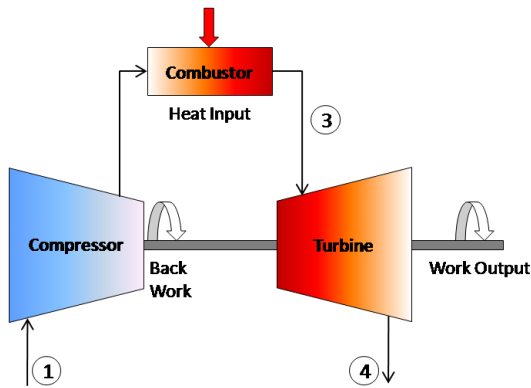 Combustor
Heat Input
3
Compressor
Turbine
Back
Work
Work Output
1
4